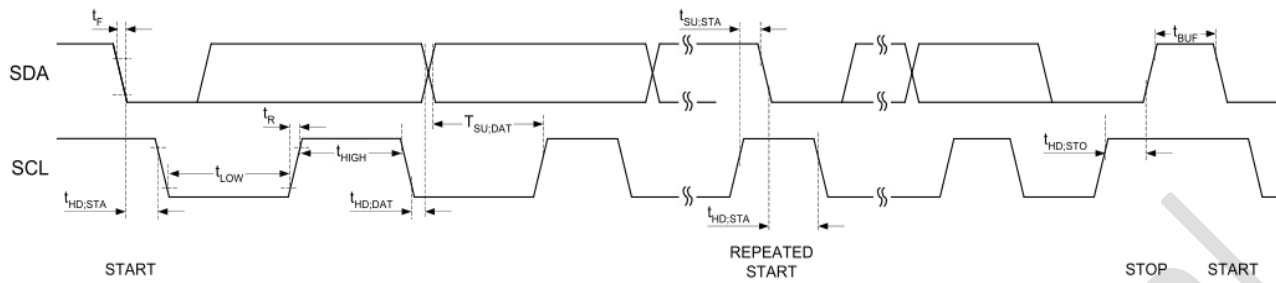 tF
tSU;STA
tBUF
SDA
tR
TSU;DAT
tHIGH
tHD;STO
SCL
tLOW
tHD;STA
tHD;DAT
tHD;STA
START
REPEATED
START
STOP
START